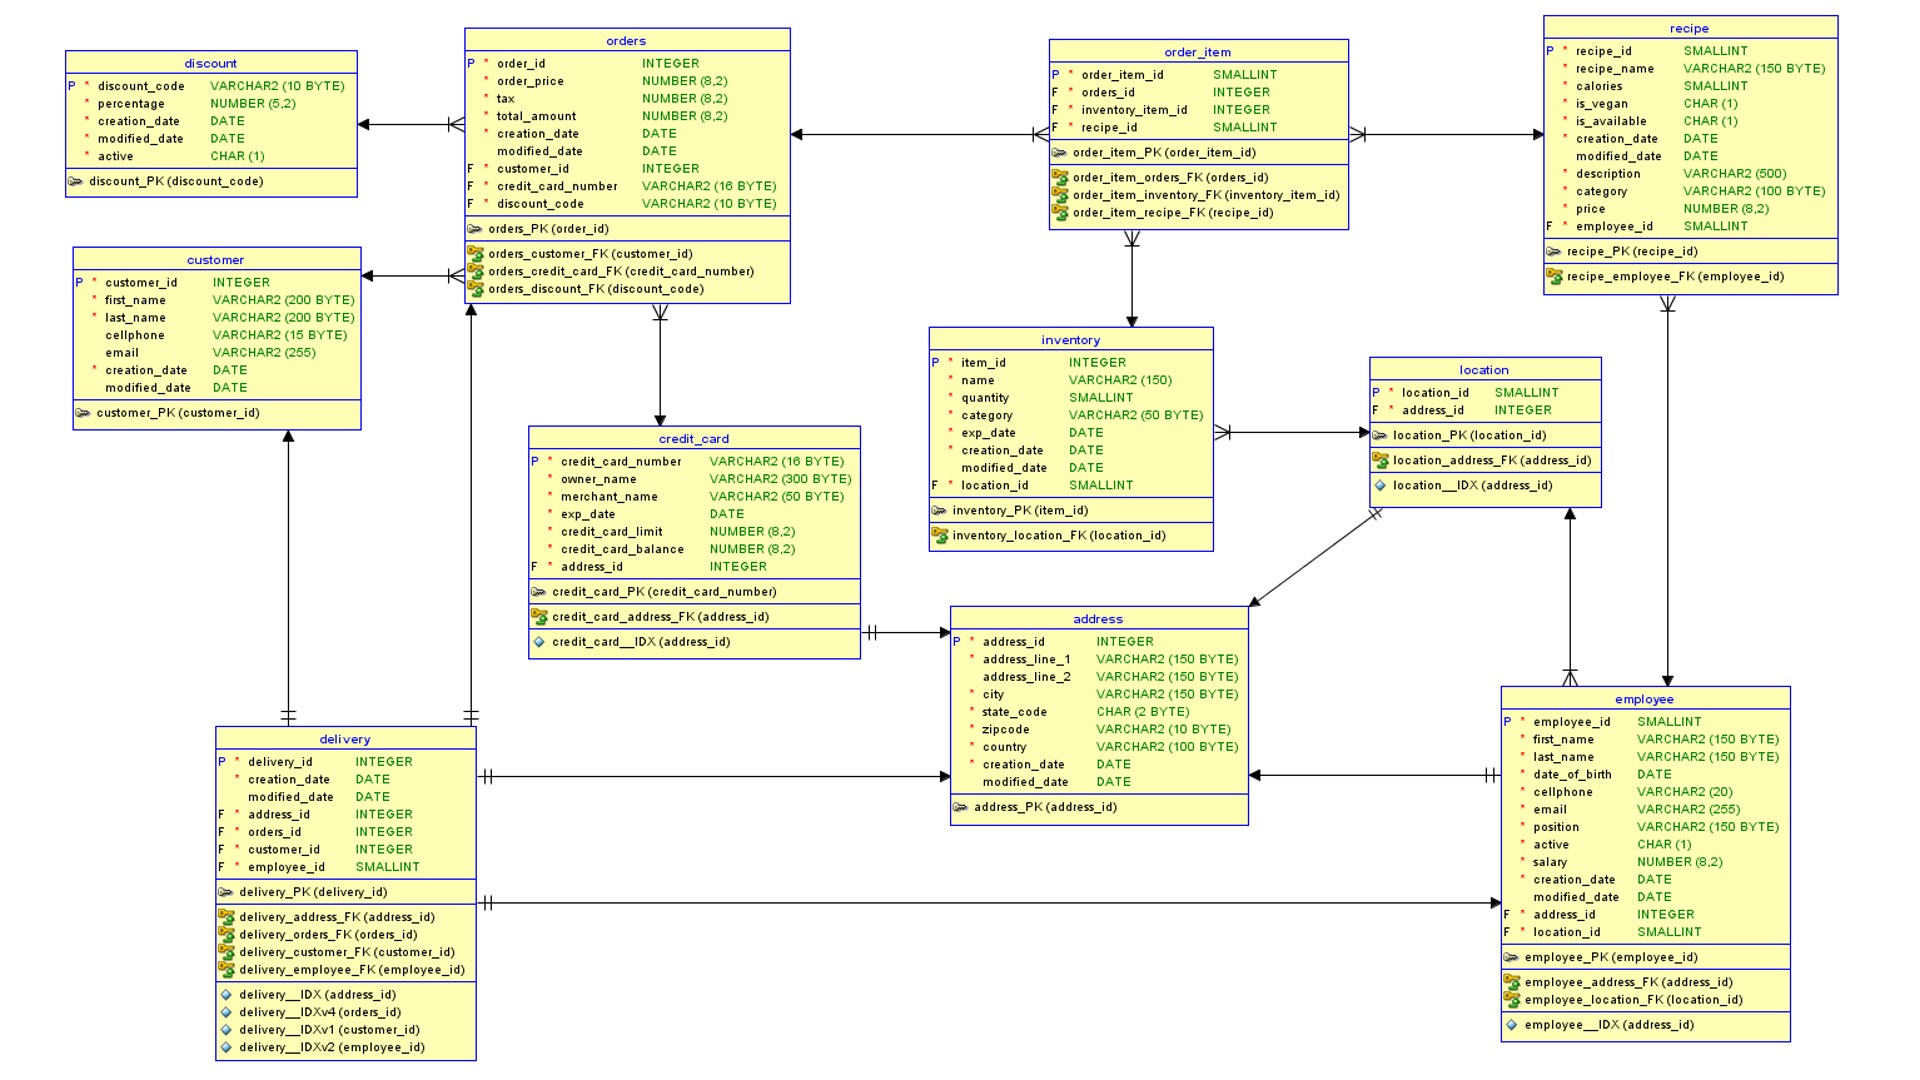 discount
P * discount_code VARCHAR2 (10 BYTE)
* percentage NUMBER (5,2)
* creation_date DATE
* modified_date DATE
* active CHAR (1)
discount_PK (discount_code)
orders
P * order_id INTEGER
* order_price NUMBER (8,2)
* tax NUMBER (8,2)
* total_amount NUMBER (8,2)
* creation_date DATE
modified_date DATE
F * customer_id INTEGER
F * credit_card_number VARCHAR2 (16 BYTE)
F * discount_code VARCHAR2 (10 BYTE)
orders_PK (order_id)
orders_customer_FK (customer_id)
orders_credit_card_FK (credit_card_number)
orders_discount_FK (discount_code)
order_item
P * order_item_id SMALLINT
F * orders_id INTEGER
F * inventory_item_id INTEGER
F * recipe_id SMALLINT
order_item_PK (order_item_id)
order_item_orders_FK (orders_id)
order_item_inventory_FK (inventory_item_id)
order_item_recipe_FK (recipe_id)
recipe
P * recipe_id SMALLINT
* recipe_name VARCHAR2 (150 BYTE)
* calories SMALLINT
* is_vegan CHAR (1)
* is_available CHAR (1)
* creation_date DATE
* modified_date DATE
* description VARCHAR2 (500)
* category VARCHAR2 (100 BYTE)
* price NUMBER (8,2)
F * employee_id SMALLINT
recipe_PK (recipe_id)
recipe_employee_FK (employee_id)
customer
P * customer_id INTEGER
* first_name VARCHAR2 (200 BYTE)
* last_name VARCHAR2 (200 BYTE)
cellphone VARCHAR2 (15 BYTE)
email VARCHAR2 (255)
* creation_date DATE
modified_date DATE
customer_PK (customer_id)
inventory
P * item_id INTEGER
* name VARCHAR2 (150)
* quantity SMALLINT
* category VARCHAR2 (50 BYTE)
* exp_date DATE
* creation_date DATE
modified_date DATE
F * location_id SMALLINT
inventory_PK (item_id)
inventory_location_FK (location_id)
location
P * location_id SMALLINT
F * address_id INTEGER
location_PK (location_id)
location_address_FK (address_id)
location__IDX (address_id)
credit_card
P * credit_card_number VARCHAR2 (16 BYTE)
* owner_name VARCHAR2 (300 BYTE)
* merchant_name VARCHAR2 (50 BYTE)
* exp_date DATE
* credit_card_limit NUMBER (8,2)
* credit_card_balance NUMBER (8,2)
F * address_id INTEGER
credit_card_PK (credit_card_number)
credit_card_address_FK (address_id)
credit_card__IDX (address_id)
address
P * address_id INTEGER
* address_line_1 VARCHAR2 (150 BYTE)
address_line_2 VARCHAR2 (150 BYTE)
* city VARCHAR2 (150 BYTE)
* state_code CHAR (2 BYTE)
* zipcode VARCHAR2 (10 BYTE)
* country VARCHAR2 (100 BYTE)
* creation_date DATE
modified_date DATE
address_PK (address_id)
delivery
P * delivery_id INTEGER
* creation_date DATE
modified_date DATE
F * address_id INTEGER
F * orders_id INTEGER
F * customer_id INTEGER
F * employee_id SMALLINT
delivery_PK (delivery_id)
delivery_address_FK (address_id)
delivery_orders_FK (orders_id)
delivery_customer_FK (customer_id)
delivery_employee_FK (employee_id)
delivery__IDX (address_id)
delivery__IDXv4 (orders_id)
delivery__IDXv1 (customer_id)
delivery__IDXv2 (employee_id)
employee
P * employee_id SMALLINT
* first_name VARCHAR2 (150 BYTE)
* last_name VARCHAR2 (150 BYTE)
* date_of_birth DATE
* cellphone VARCHAR2 (20)
* email VARCHAR2 (255)
* position VARCHAR2 (150 BYTE)
* active CHAR (1)
* salary NUMBER (8,2)
* creation_date DATE
* modified_date DATE
F * address_id INTEGER
F * location_id SMALLINT
employee_PK (employee_id)
employee_address_FK (address_id)
employee_location_FK (location_id)
employee__IDX (address_id)